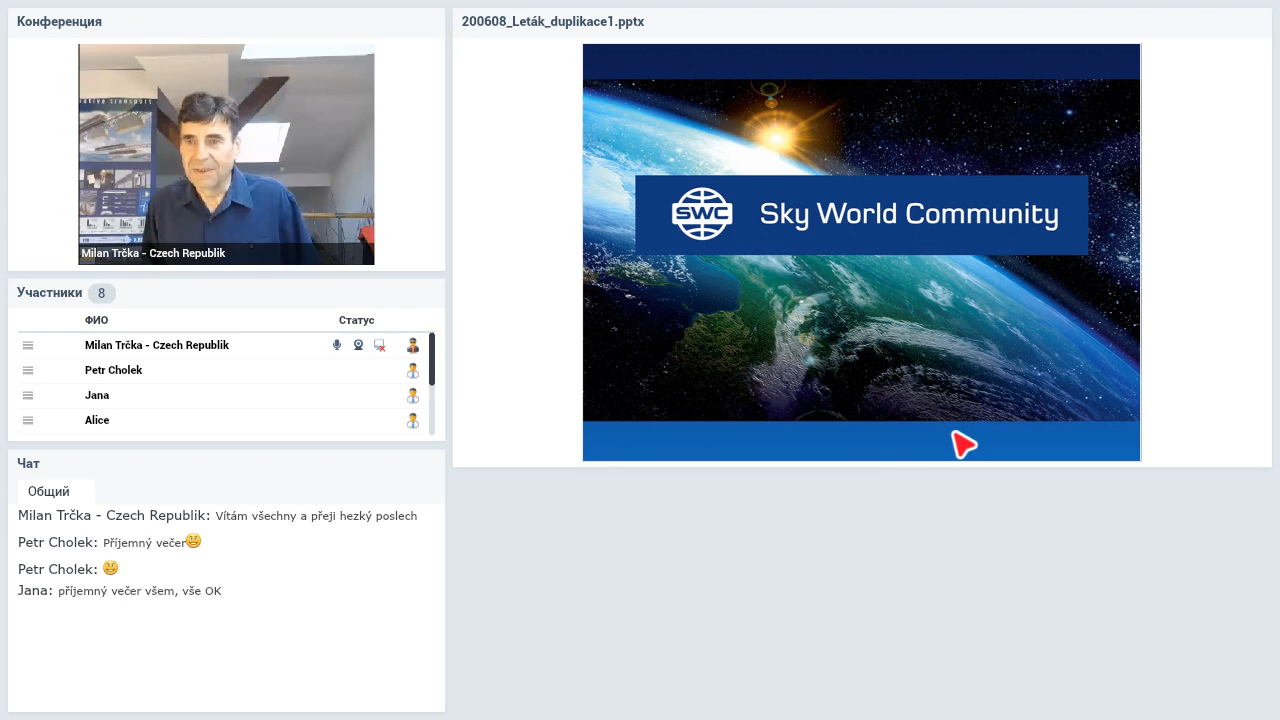 Конференция
rative transport
Milan Trčka - Czech Republik
Участники 8
ФИО Статус
Milan Trčka - Czech Republik
Petr Cholek
Jana
Alice
Чат
Общий
Milan Trčka - Czech Republik: Vítám všechny a přeji hezký poslech
Petr Cholek: Příjemný večer
Petr Cholek:
Jana: příjemný večer všem, vše OK
200608_Leták_duplikace1.pptx
SWC Sky World Community